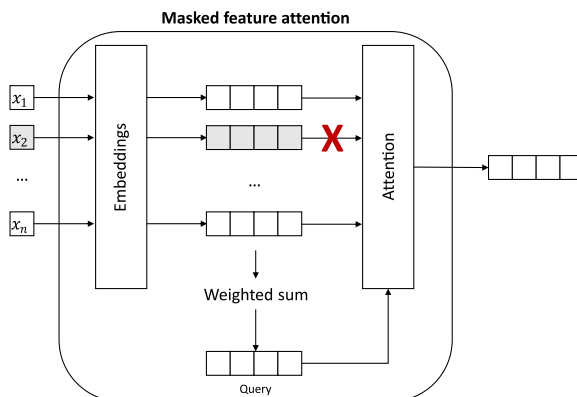 Masked feature attention
x₁
x₂
...
xₙ
Embeddings
...
X
Attention
Weighted sum
Query